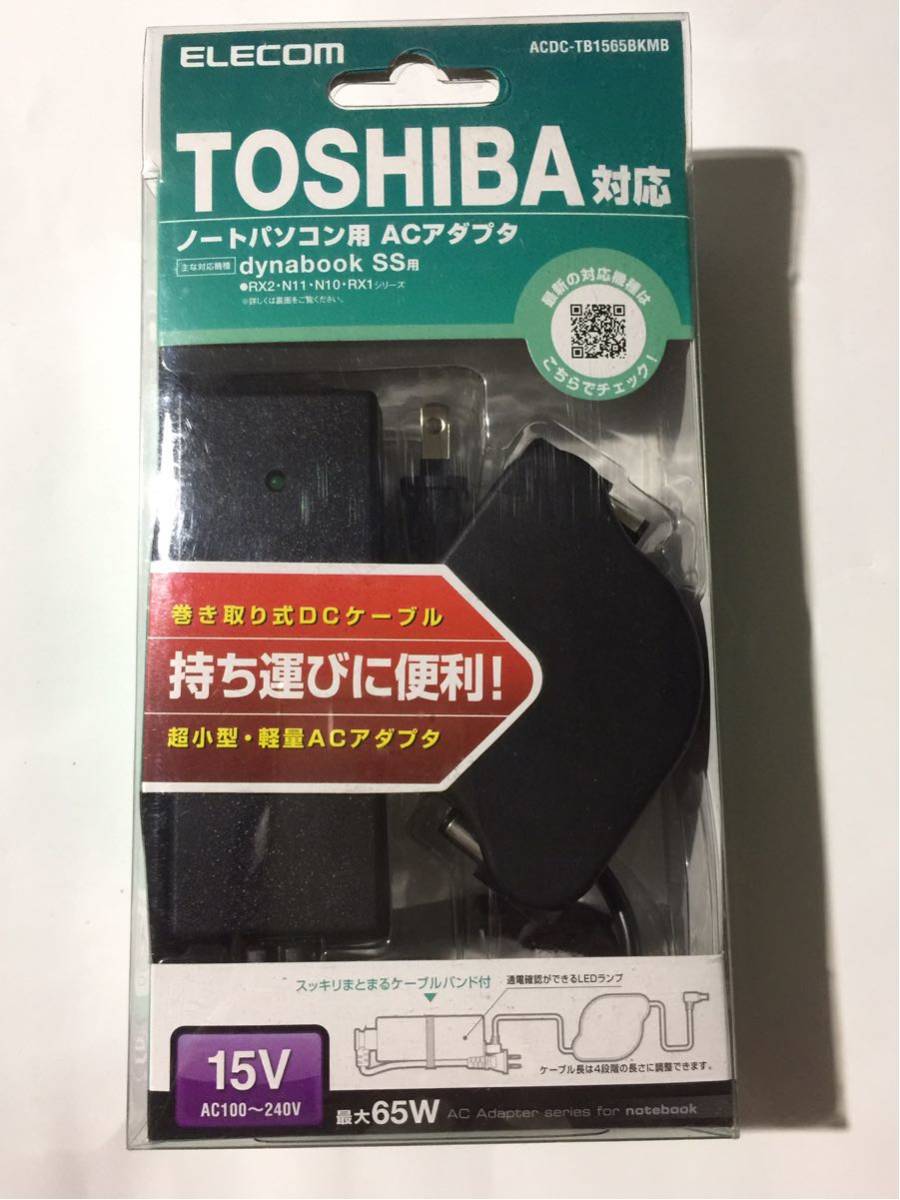 ELECOM
ACDC-TB1565BKMB
TOSHIBA対応
ノートパソコン用 ACアダプタ
主な対応機種 dynabook SS用
●RX2・N11・N10・RX1シリーズ
※詳しくは裏面をご覧ください。
最新の対応機種は
こちらでチェック!
巻き取り式DCケーブル
持ち運びに便利!
超小型・軽量ACアダプタ
スッキリまとまるケーブルバンド付
通電確認ができるLEDランプ
ケーブル長は4段階の長さに調整できます。
15V
AC100〜240V
最大65W AC Adapter series for notebook